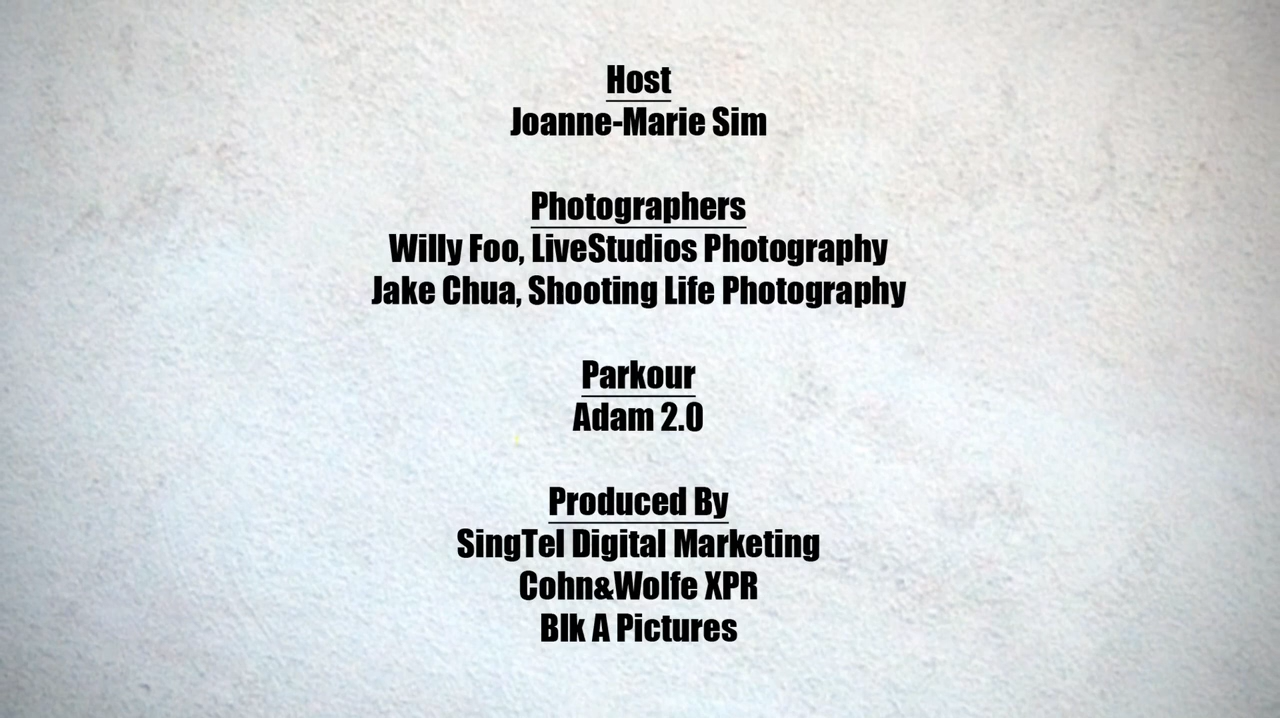 Host
Joanne-Marie Sim
Photographers
Willy Foo, LiveStudios Photography
Jake Chua, Shooting Life Photography
Parkour
Adam 2.0
Produced By
SingTel Digital Marketing
Cohn&Wolfe XPR
Blk A Pictures